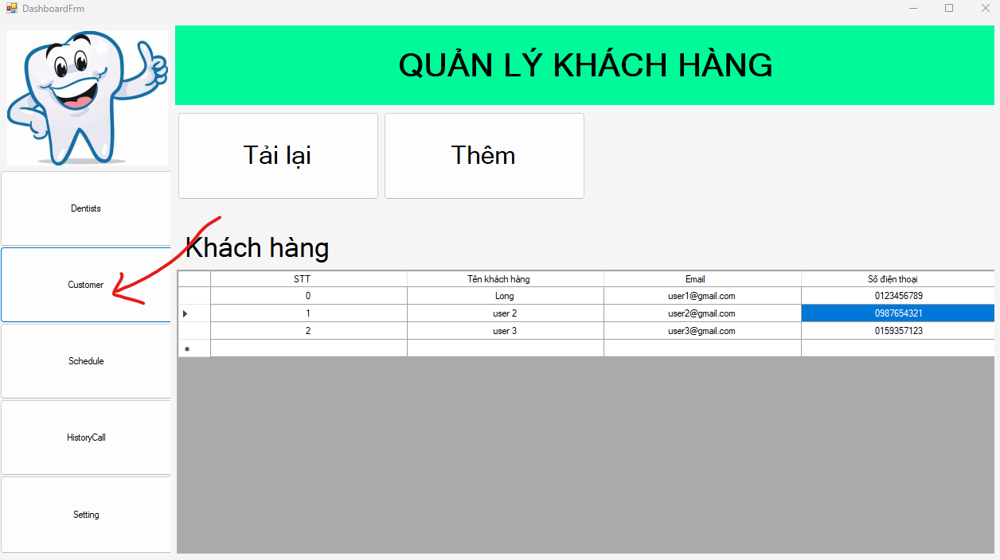 DashboardFrm
QUẢN LÝ KHÁCH HÀNG
Tải lại
Thêm
Dentists
Customer
Schedule
HistoryCall
Setting
Khách hàng
STT Tên khách hàng Email Số điện thoại
0 Long user1@gmail.com 0123456789
1 user 2 user2@gmail.com 0987654321
2 user 3 user3@gmail.com 0159357123